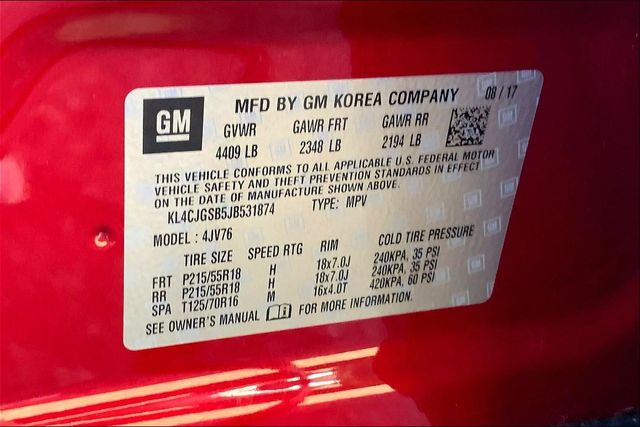 GM
MFD BY GM KOREA COMPANY 08 / 17
GVWR GAWR FRT GAWR RR
4409 LB 2348 LB 2194 LB
THIS VEHICLE CONFORMS TO ALL APPLICABLE U.S. FEDERAL MOTOR
VEHICLE SAFETY AND THEFT PREVENTION STANDARDS IN EFFECT
ON THE DATE OF MANUFACTURE SHOWN ABOVE.
KL4CJGSB5JB531874 TYPE: MPV
MODEL : 4JV76
TIRE SIZE SPEED RTG RIM COLD TIRE PRESSURE
FRT P215/55R18 H 18x7.0J 240KPA, 35 PSI
RR P215/55R18 H 18x7.0J 240KPA, 35 PSI
SPA T125/70R16 M 16x4.0T 420KPA, 60 PSI
SEE OWNER'S MANUAL FOR MORE INFORMATION.